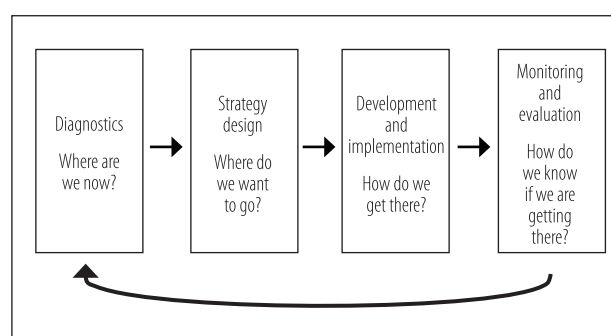 Diagnostics
Where are
we now?
Strategy
design
Where do
we want
to go?
Development
and
implementation
How do we
get there?
Monitoring
and
evaluation
How do
we know
if we are
getting
there?